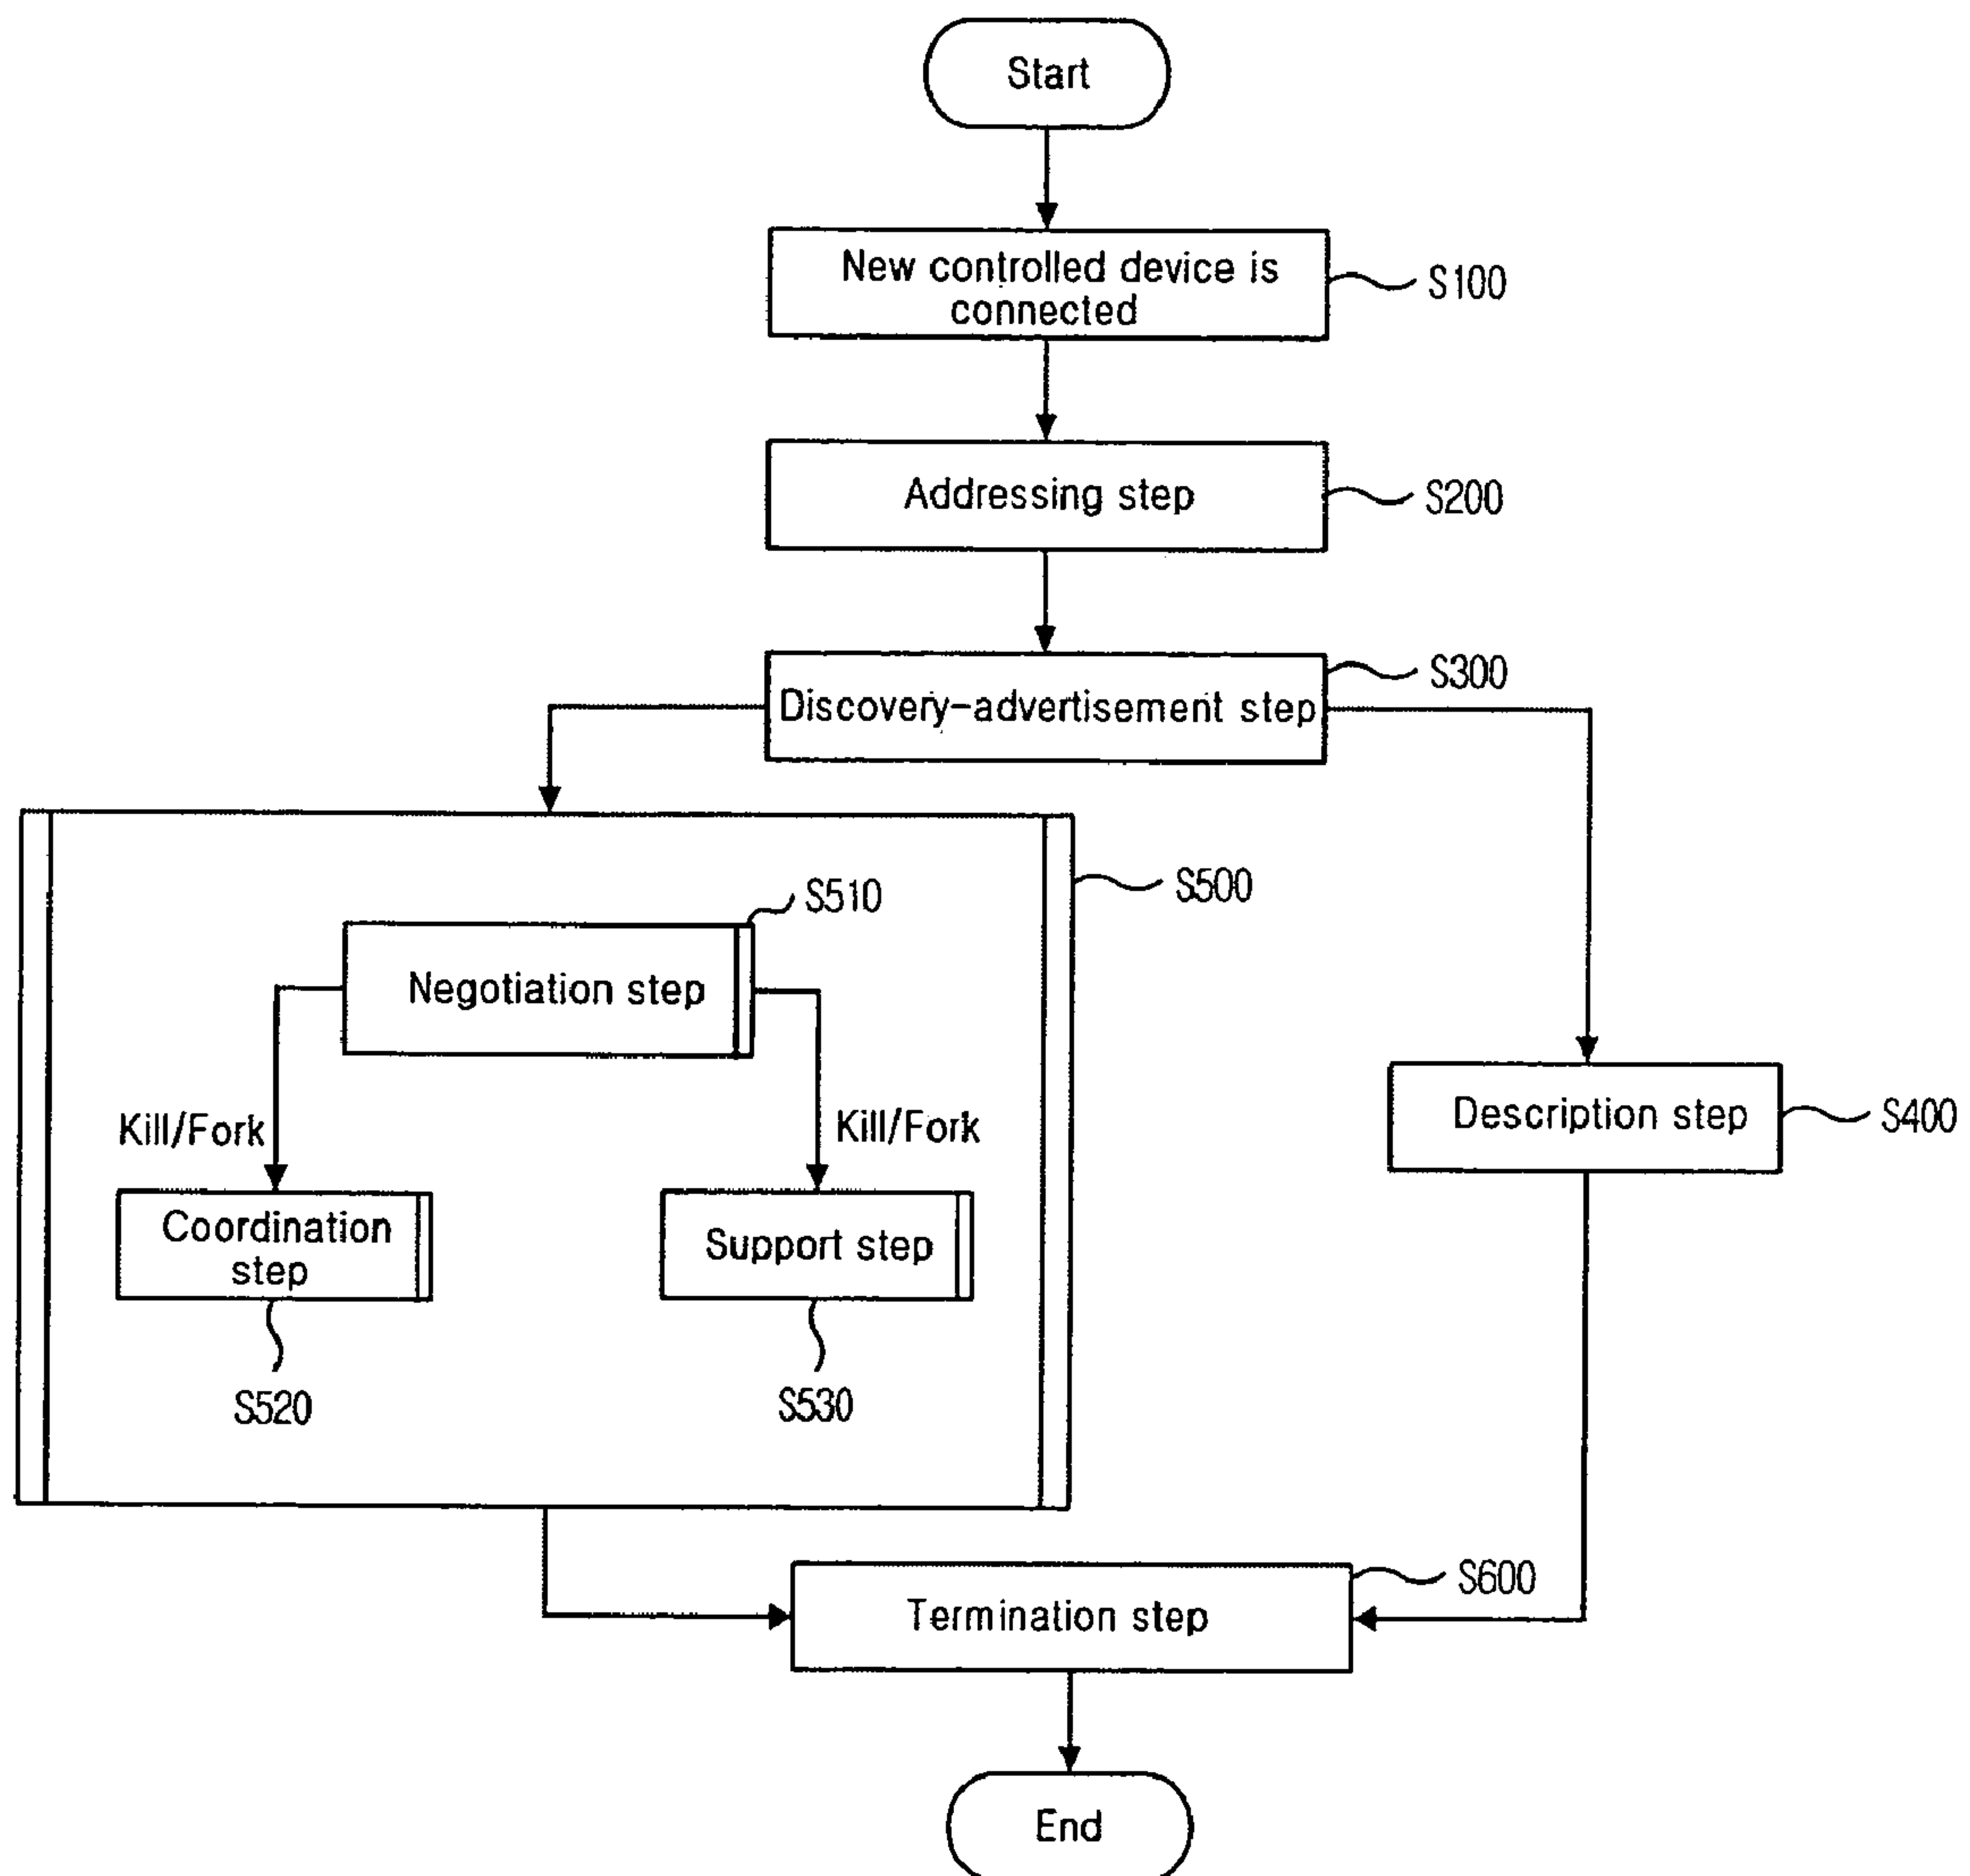 Start
New controlled device is
connected
S100
Addressing step
S200
Discovery-advertisement step
S300
S500
S510
Negotiation step
Kill/Fork
Kill/Fork
Coordination
step
Support step
S520
S530
Description step
S400
Termination step
S600
End